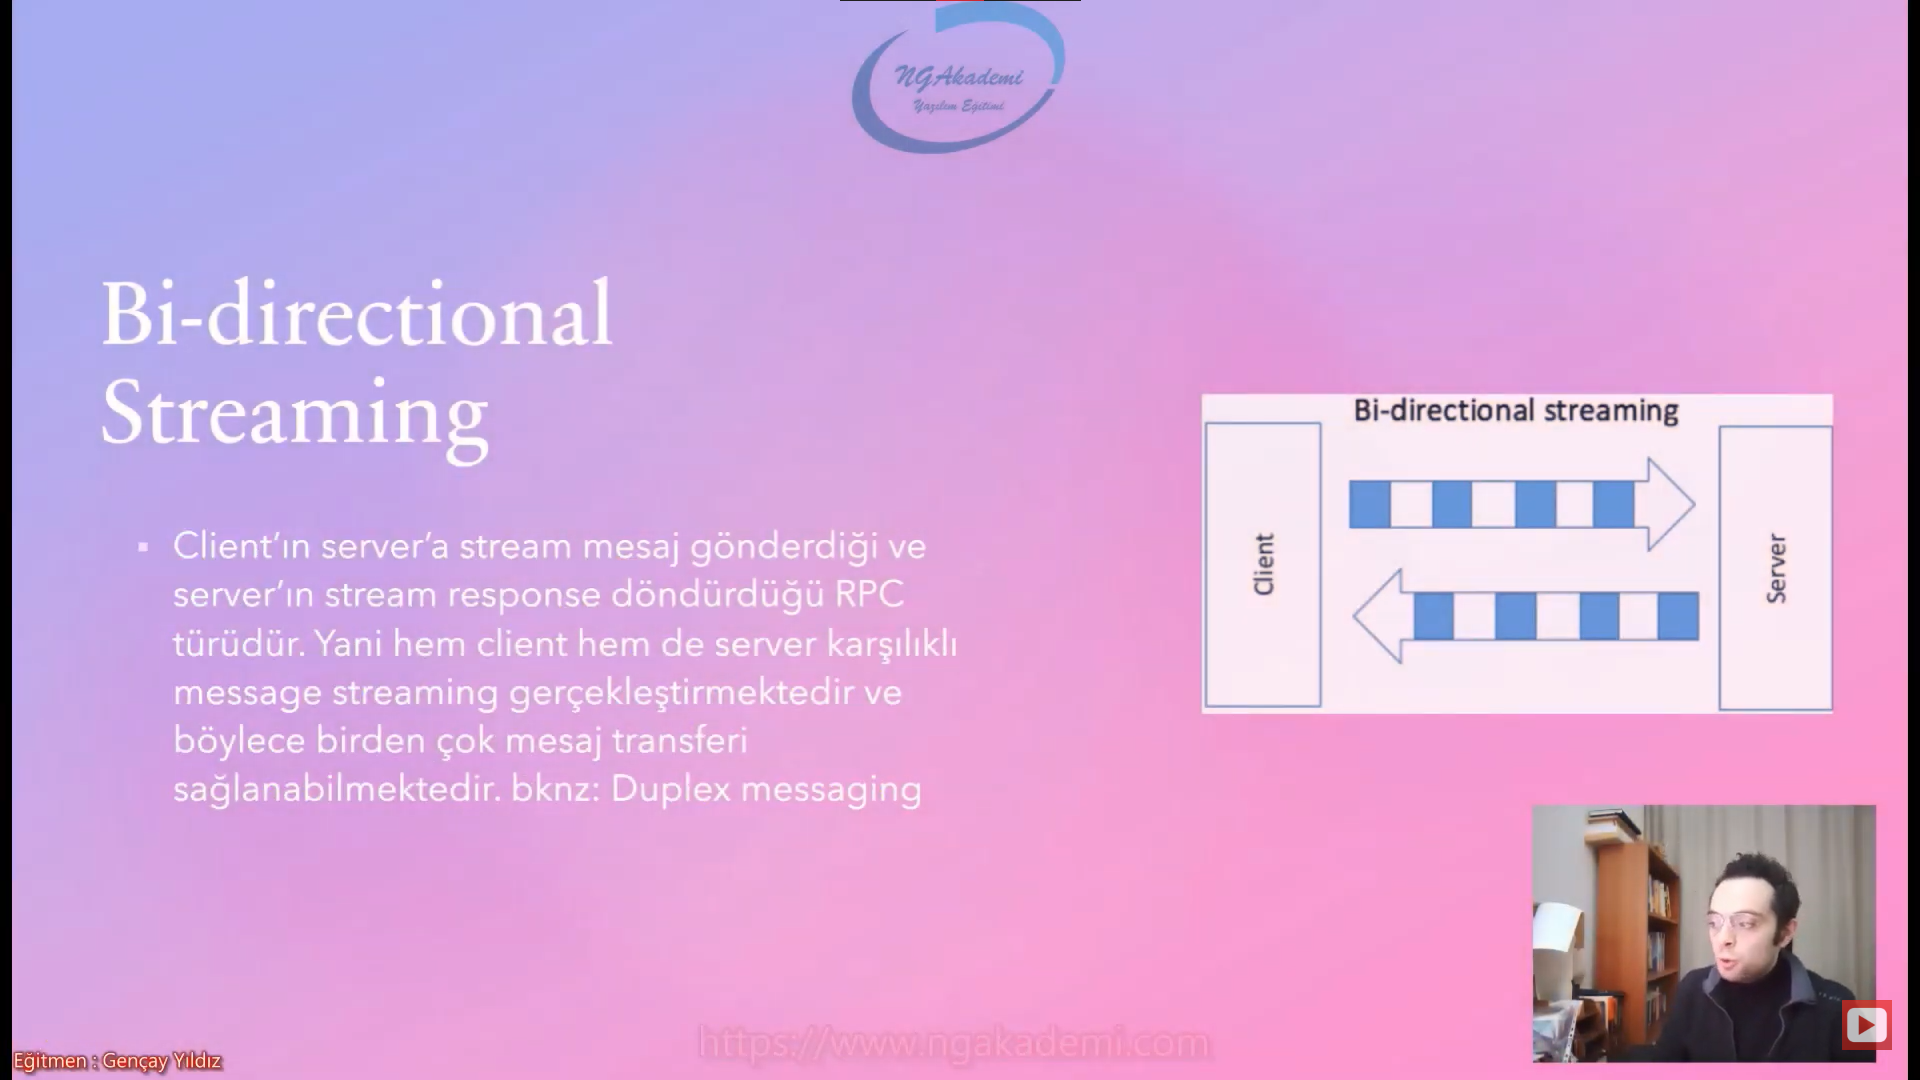 NGAkademi
Yazılım Eğitimi
Bi-directional
Streaming
Client’ın server’a stream mesaj gönderdiği ve
server’ın stream response döndürdüğü RPC
türüdür. Yani hem client hem de server karşılıklı
message streaming gerçekleştirmektedir ve
böylece birden çok mesaj transferi
sağlanabilmektedir. bknz: Duplex messaging
Bi-directional streaming
Client
Server
https://www.ngakademi.com
Eğitmen : Gençay Yıldız